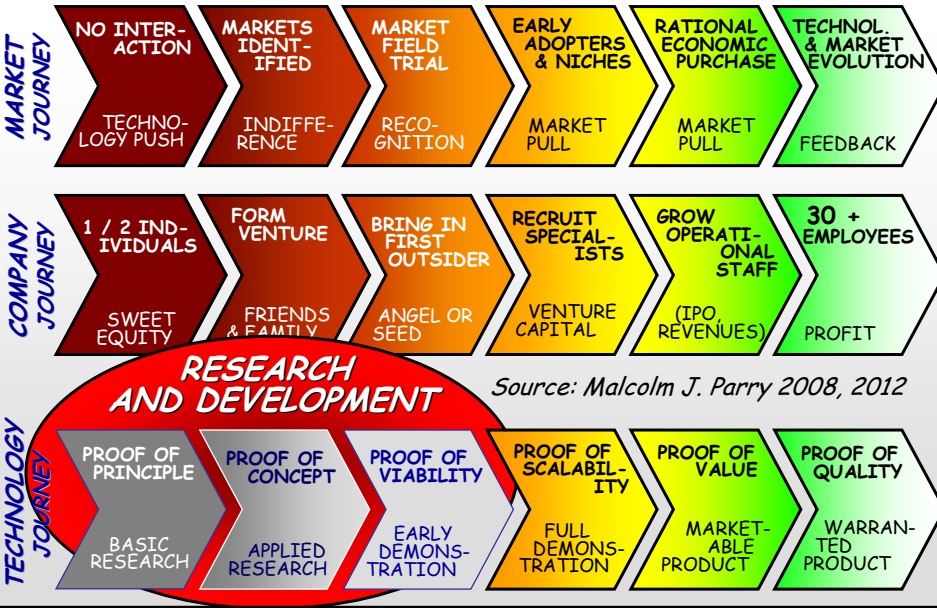 MARKET
JOURNEY
NO INTER-
ACTION
TECHNO-
LOGY PUSH
MARKETS
IDENT-
IFIED
INDIFFE-
RENCE
MARKET
FIELD
TRIAL
RECO-
GNITION
EARLY
ADOPTERS
& NICHES
MARKET
PULL
RATIONAL
ECONOMIC
PURCHASE
MARKET
PULL
TECHNOL.
& MARKET
EVOLUTION
FEEDBACK
COMPANY
JOURNEY
1 / 2 IND-
IVIDUALS
SWEET
EQUITY
FORM
VENTURE
FRIENDS
& FAMILY
BRING IN
FIRST
OUTSIDER
ANGEL OR
SEED
RECRUIT
SPECIAL-
ISTS
VENTURE
CAPITAL
GROW
OPERATI-
ONAL
STAFF
(IPO,
REVENUES)
30 +
EMPLOYEES
PROFIT
RESEARCH
AND DEVELOPMENT
Source: Malcolm J. Parry 2008, 2012
TECHNOLOGY
JOURNEY
PROOF OF
PRINCIPLE
BASIC
RESEARCH
PROOF OF
CONCEPT
APPLIED
RESEARCH
PROOF OF
VIABILITY
EARLY
DEMONS-
TRATION
PROOF OF
SCALABIL-
ITY
FULL
DEMONS-
TRATION
PROOF OF
VALUE
MARKET-
ABLE
PRODUCT
PROOF OF
QUALITY
WARRAN-
TED
PRODUCT